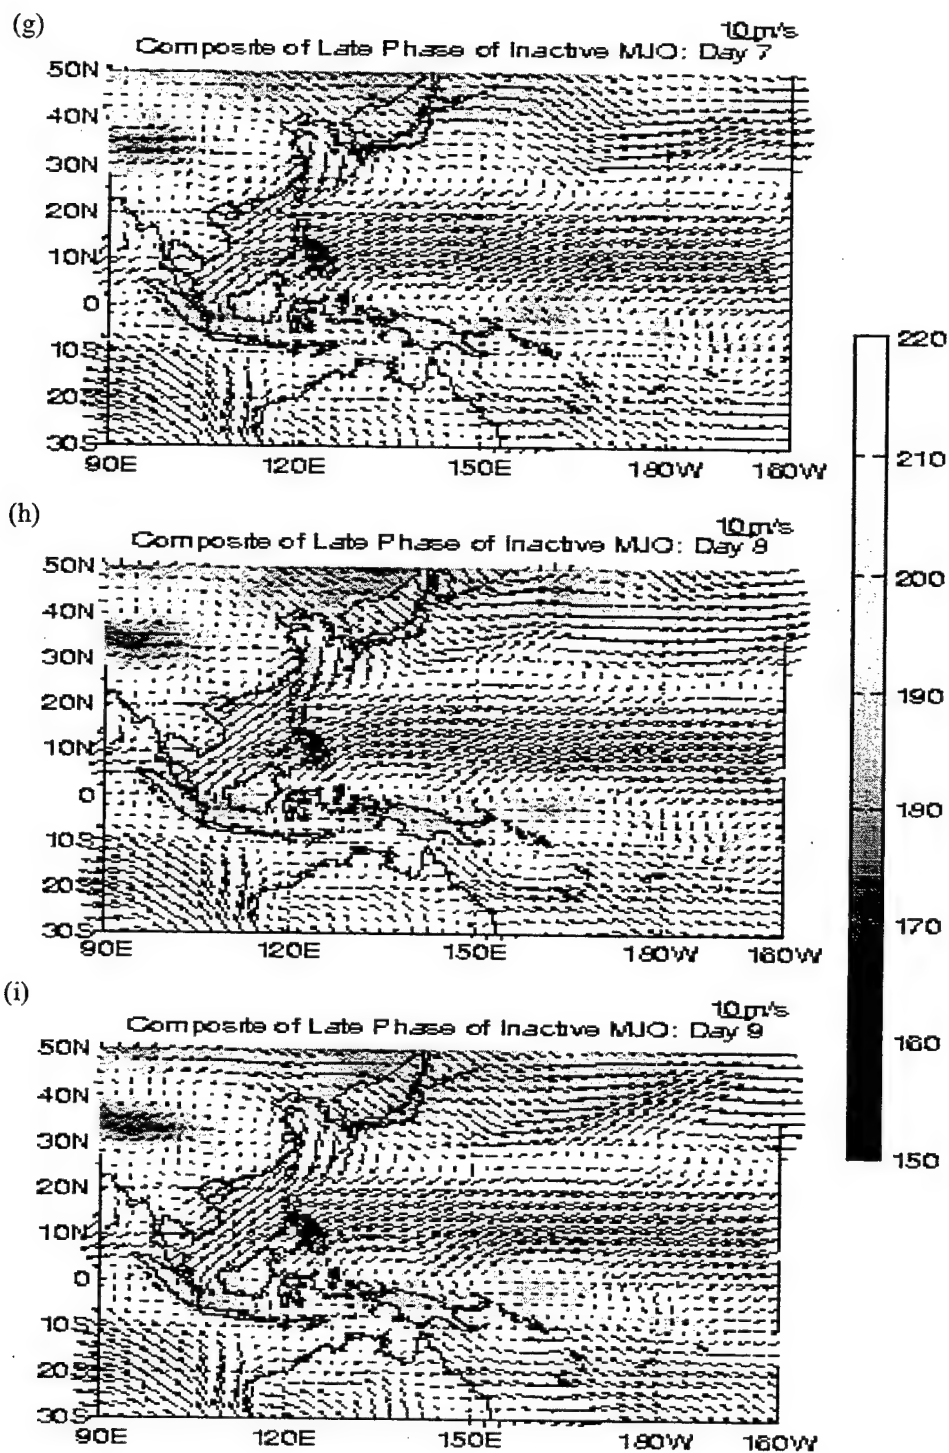 (g)
10 m/s
Composite of Late Phase of Inactive MJO: Day 7
50N
40N
30N
20N
10N
0
10S
20S
30S
90E 120E 150E 180W 160W
(h)
10 m/s
Composite of Late Phase of Inactive MJO: Day 8
50N
40N
30N
20N
10N
0
10S
20S
30S
90E 120E 150E 180W 160W
(i)
10 m/s
Composite of Late Phase of Inactive MJO: Day 9
50N
40N
30N
20N
10N
0
10S
20S
30S
90E 120E 150E 180W 160W
220
210
200
190
180
170
160
150